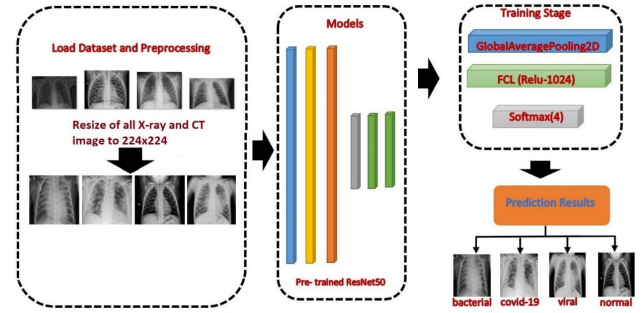 Load Dataset and Preprocessing
Resize of all X-ray and CT
image to 224x224
Models
Pre- trained ResNet50
Training Stage
GlobalAveragePooling2D
FCL (Relu-1024)
Softmax(4)
Prediction Results
bacterial covid-19 viral normal